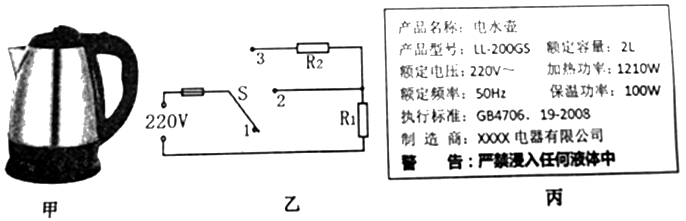 3
R₂
S
2
220V
1
R₁
甲
乙
产品名称：电水壶
产品型号：LL-200GS 额定容量：2L
额定电压：220V～ 加热功率：1210W
额定频率：50Hz 保温功率：100W
执行标准：GB4706．19-2008
制 造 商：XXXX 电器有限公司
警 告：严禁浸入任何液体中
丙